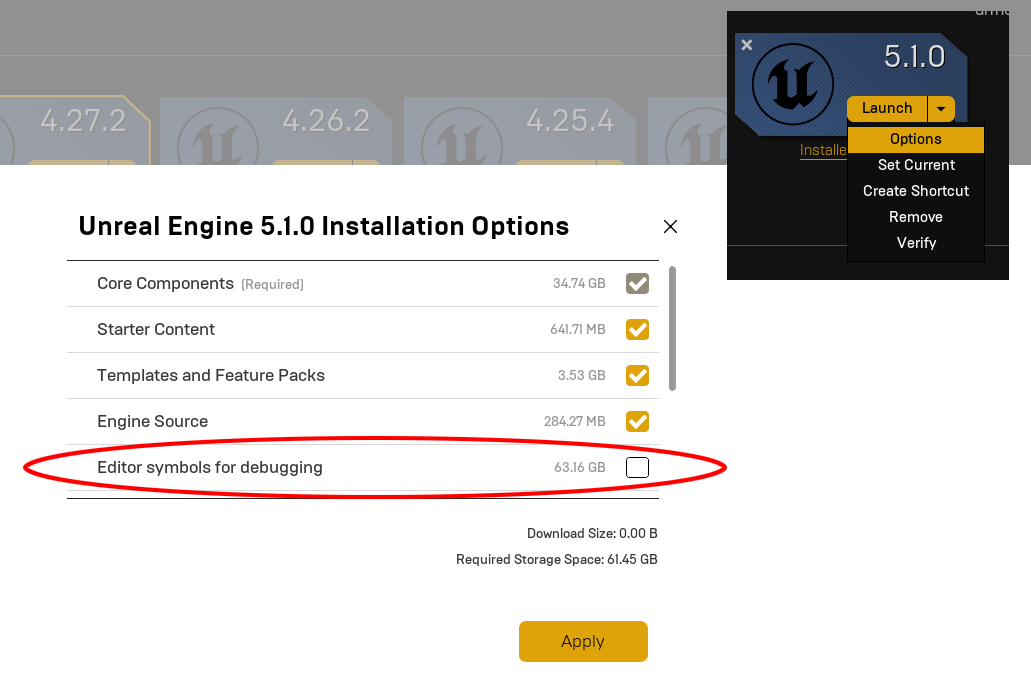 5.1.0
4.27.2
4.26.2
4.25.4
Launch
Options
Installe
Set Current
Create Shortcut
Remove
Verify
Unreal Engine 5.1.0 Installation Options
Core Components (Required) 34.74 GB
Starter Content 641.71 MB
Templates and Feature Packs 3.53 GB
Engine Source 284.27 MB
Editor symbols for debugging 63.16 GB
Download Size: 0.00 B
Required Storage Space: 61.45 GB
Apply